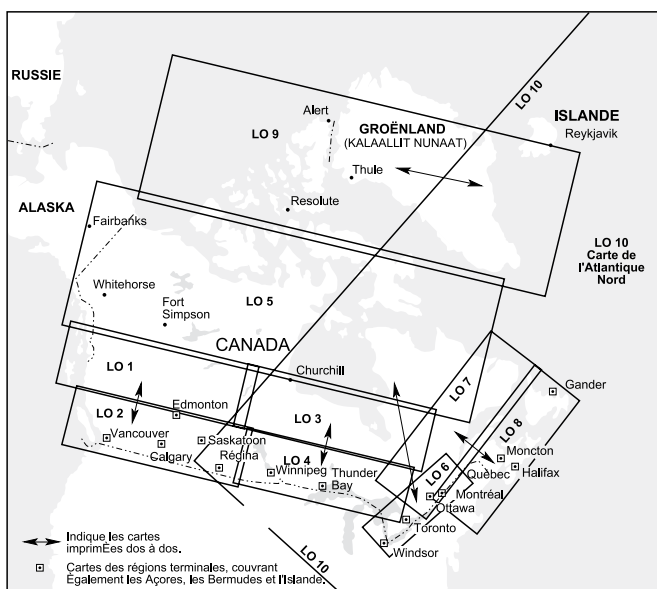 RUSSIE
LO 10
ISLANDE
Reykjavik
Alert
LO 9
GROËNLAND
(KALAALLIT NUNAAT)
Thule
Resolute
ALASKA
Fairbanks
LO 10
Carte de
l'Atlantique
Nord
Whitehorse
Fort
Simpson
LO 5
CANADA
LO 1
Churchill
LO 7
Gander
LO 2
Edmonton
LO 3
LO 8
Vancouver
Calgary
Saskatoon
Régina
LO 4
Winnipeg
Thunder
Bay
LO 6
Moncton
Halifax
Quèbec
Montréal
Ottawa
Toronto
Windsor
LO 10
Indique les cartes
imprimÉes dos à dos.
Cartes des régions terminales, couvrant
Également les Açores, les Bermudes et l'Islande.